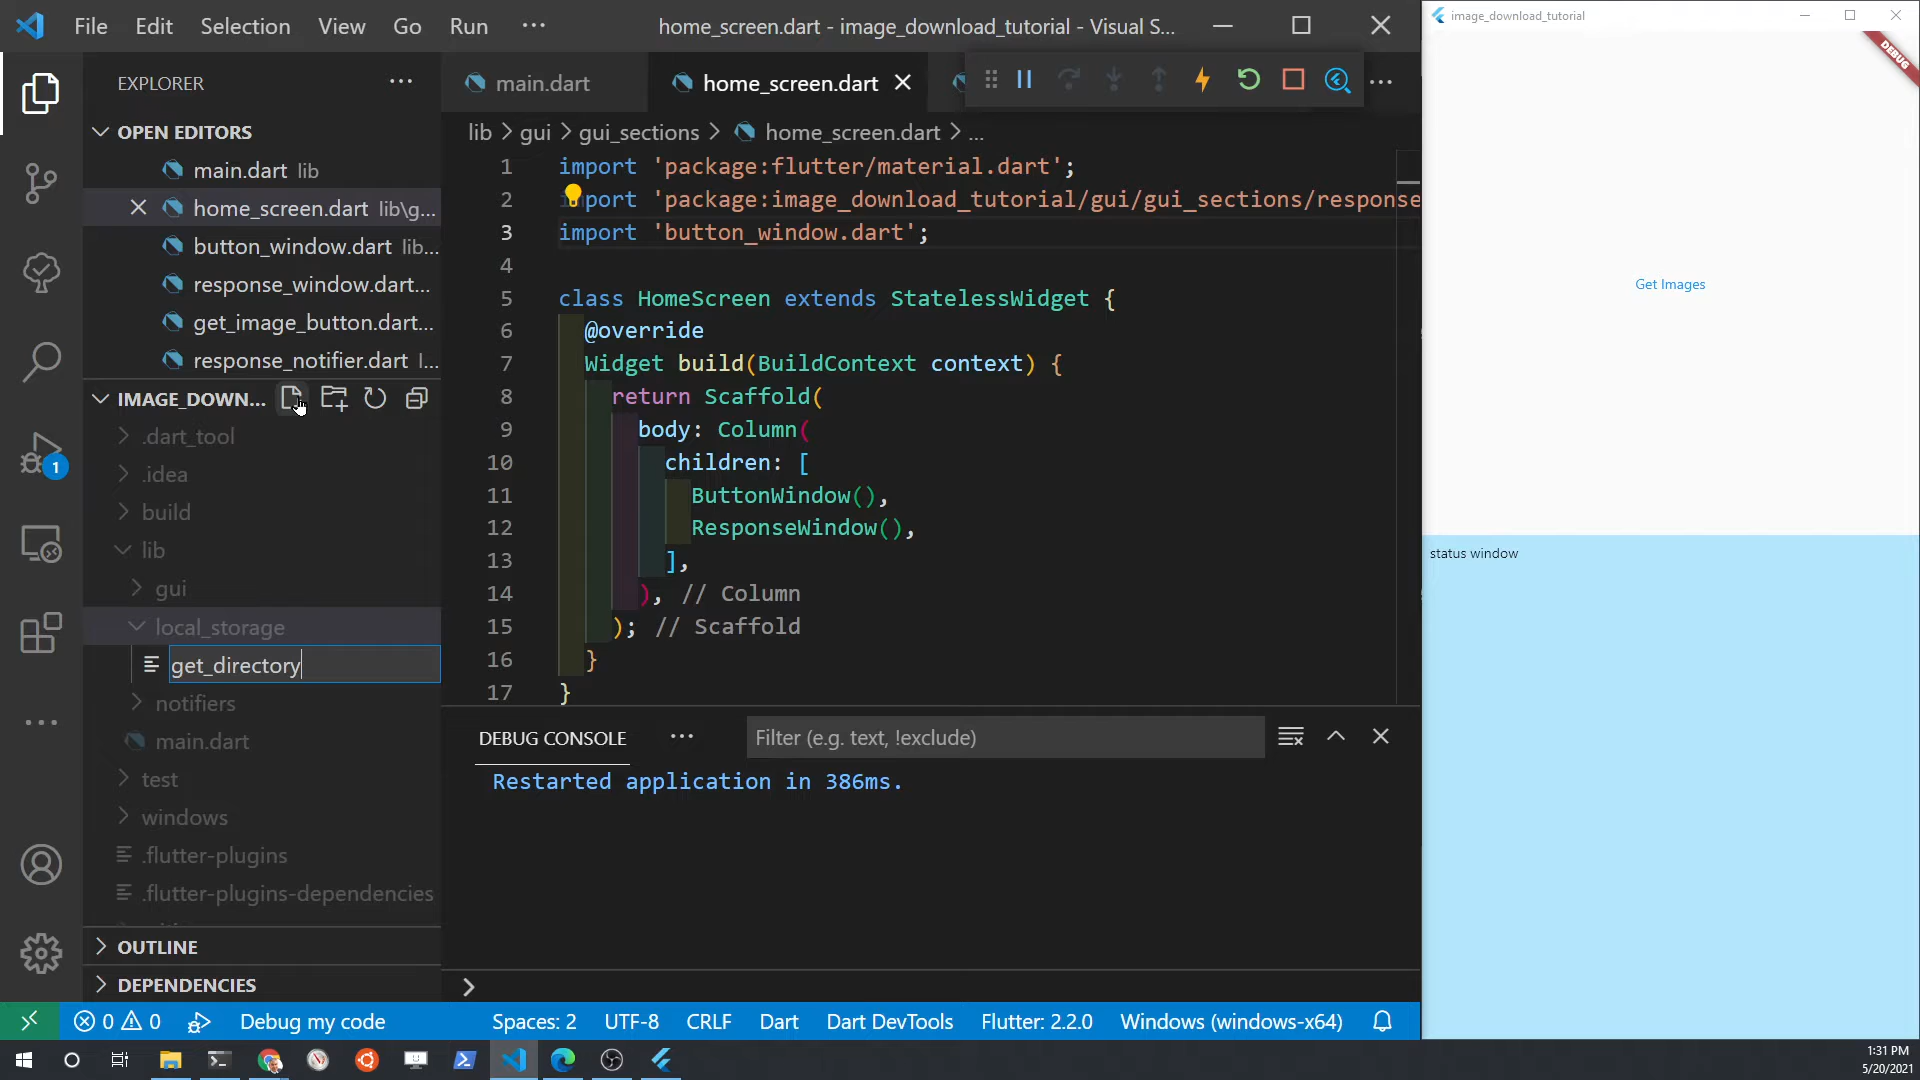 File Edit Selection View Go Run ··· home_screen.dart - image_download_tutorial - Visual S...
EXPLORER ···
OPEN EDITORS
main.dart lib
home_screen.dart lib\g...
button_window.dart lib...
response_window.dart...
get_image_button.dart...
response_notifier.dart l...
IMAGE_DOWN...
.dart_tool
.idea
build
lib
gui
local_storage
get_directory
notifiers
main.dart
test
windows
.flutter-plugins
.flutter-plugins-dependencies
OUTLINE
DEPENDENCIES
1
main.dart home_screen.dart
lib > gui > gui_sections > home_screen.dart > ...
1 import 'package:flutter/material.dart';
2 import 'package:image_download_tutorial/gui/gui_sections/response
3 import 'button_window.dart';
4
5 class HomeScreen extends StatelessWidget {
6 @override
7 Widget build(BuildContext context) {
8 return Scaffold(
9 body: Column(
10 children: [
11 ButtonWindow(),
12 ResponseWindow(),
13 ],
14 ), // Column
15 ); // Scaffold
16 }
17 }
DEBUG CONSOLE ··· Filter (e.g. text, !exclude)
Restarted application in 386ms.
0 0 Debug my code Spaces: 2 UTF-8 CRLF Dart Dart DevTools Flutter: 2.2.0 Windows (windows-x64)
image_download_tutorial
DEBUG
Get Images
status window
1:31 PM
5/20/2021